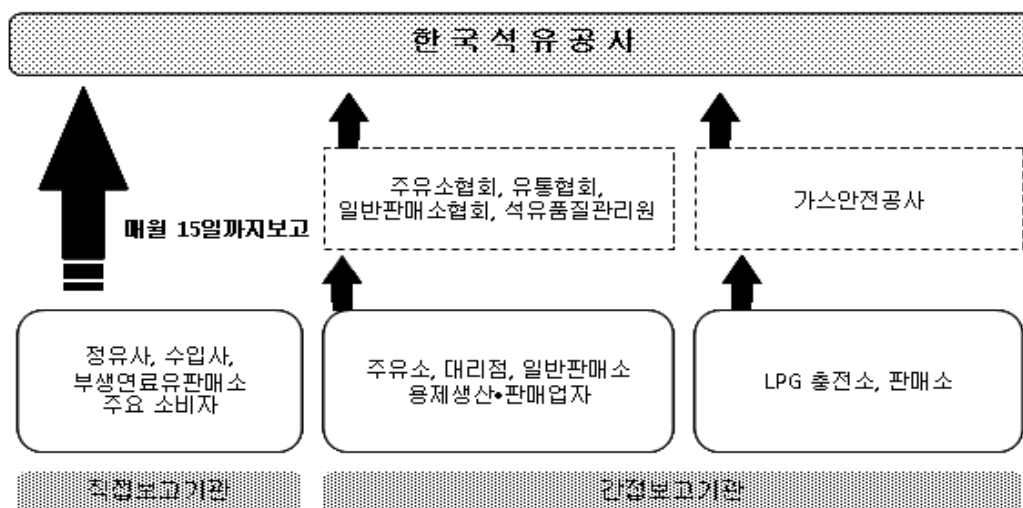 한국석유공사
주유소협회, 유통협회,
일반판매소협회, 석유품질관리원
가스안전공사
매월 15일까지보고
정유사, 수입사,
부생연료유판매소
주요 소비자
주유소, 대리점, 일반판매소
용제생산•판매업자
LPG 충전소, 판매소
직접보고기관
간접보고기관